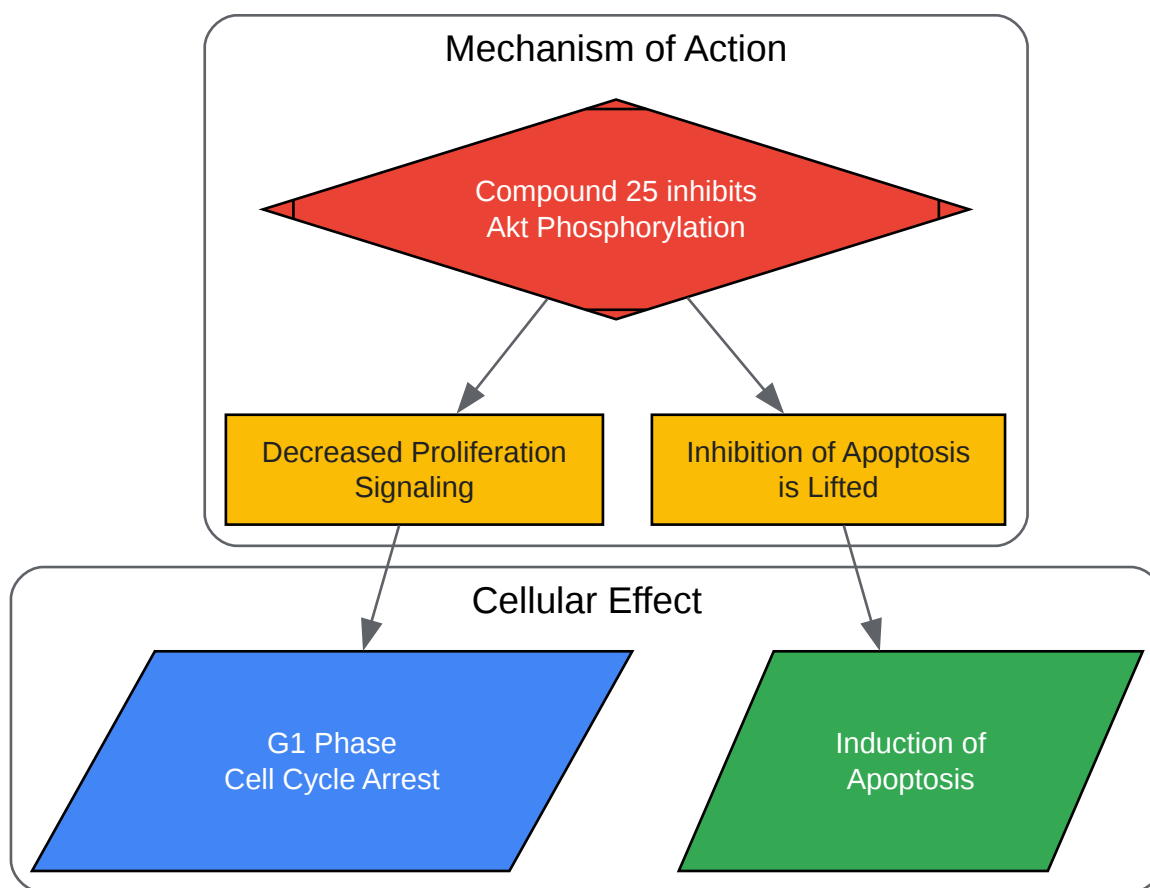 Mechanism of Action
Compound 25 inhibits
Akt Phosphorylation
Decreased Proliferation
Signaling
Inhibition of Apoptosis
is Lifted
Cellular Effect
G1 Phase
Cell Cycle Arrest
Induction of
Apoptosis